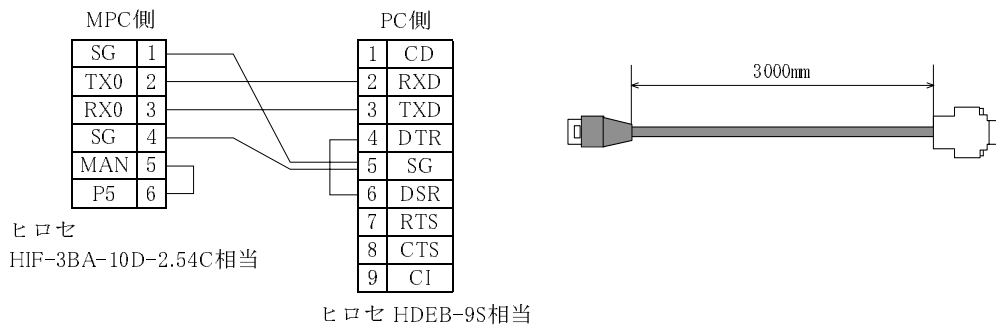 MPC側
SG 1
TX0 2
RX0 3
SG 4
MAN 5
P5 6
ヒロセ
HIF-3BA-10D-2.54C相当
PC側
1 CD
2 RXD
3 TXD
4 DTR
5 SG
6 DSR
7 RTS
8 CTS
9 CI
ヒロセ HDEB-9S相当
3000mm